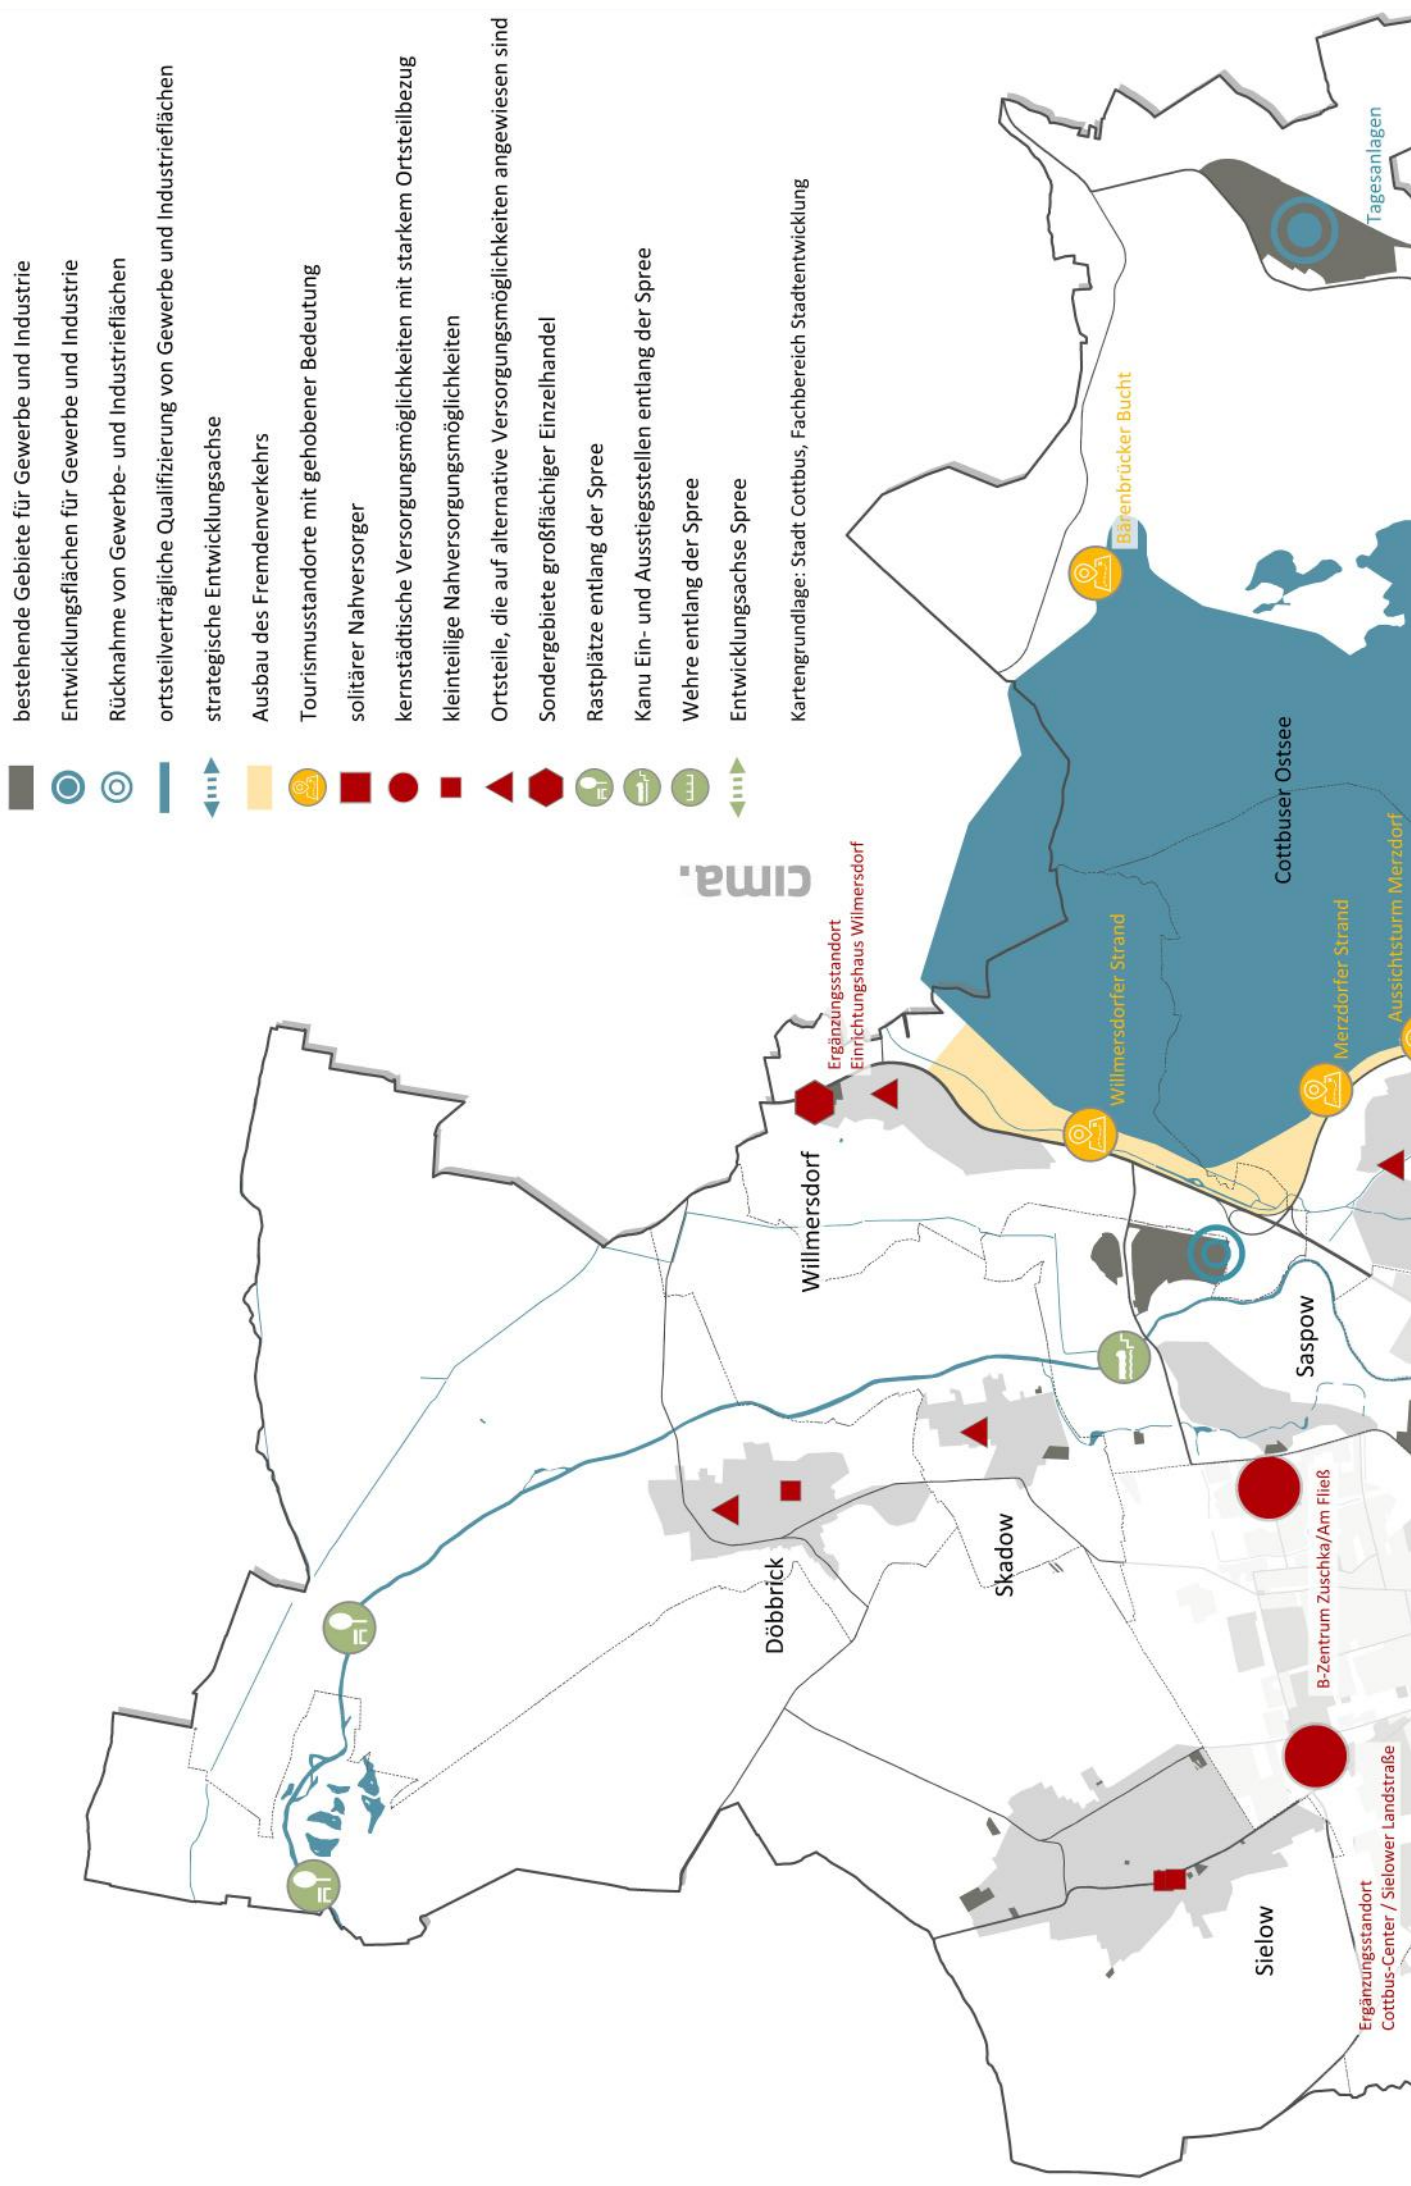 bestehende Gebiete für Gewerbe und Industrie
Entwicklungsflächen für Gewerbe und Industrie
Rücknahme von Gewerbe- und Industrieflächen
ortsteilverträgliche Qualifizierung von Gewerbe und Industrieflächen
strategische Entwicklungsachse
Ausbau des Fremdenverkehrs
Tourismusstandorte mit gehobener Bedeutung
solitärer Nahversorger
kernstädtische Versorgungsmöglichkeiten mit starkem Ortsteilbezug
kleinteilige Nahversorgungsmöglichkeiten
Ortsteile, die auf alternative Versorgungsmöglichkeiten angewiesen sind
Sondergebiete großflächiger Einzelhandel
Rastplätze entlang der Spree
Kanu Ein- und Ausstiegsstellen entlang der Spree
Wehre entlang der Spree
Entwicklungsachse Spree
Kartengrundlage: Stadt Cottbus, Fachbereich Stadtentwicklung
cima.
Ergänzungsstandort
Einrichtungshaus Wilmersdorf
Willmersdorf
Döbbrick
Skadow
Sielow
Saspow
Bärenbrücker Bucht
Tagesanlagen
Willmersdorfer Strand
Cottbuser Ostsee
Merzdorfer Strand
Aussichtsturm Merzdorf
B-Zentrum Zuschka/Am Fließ
Ergänzungsstandort
Cottbus-Center / Sielower Landstraße